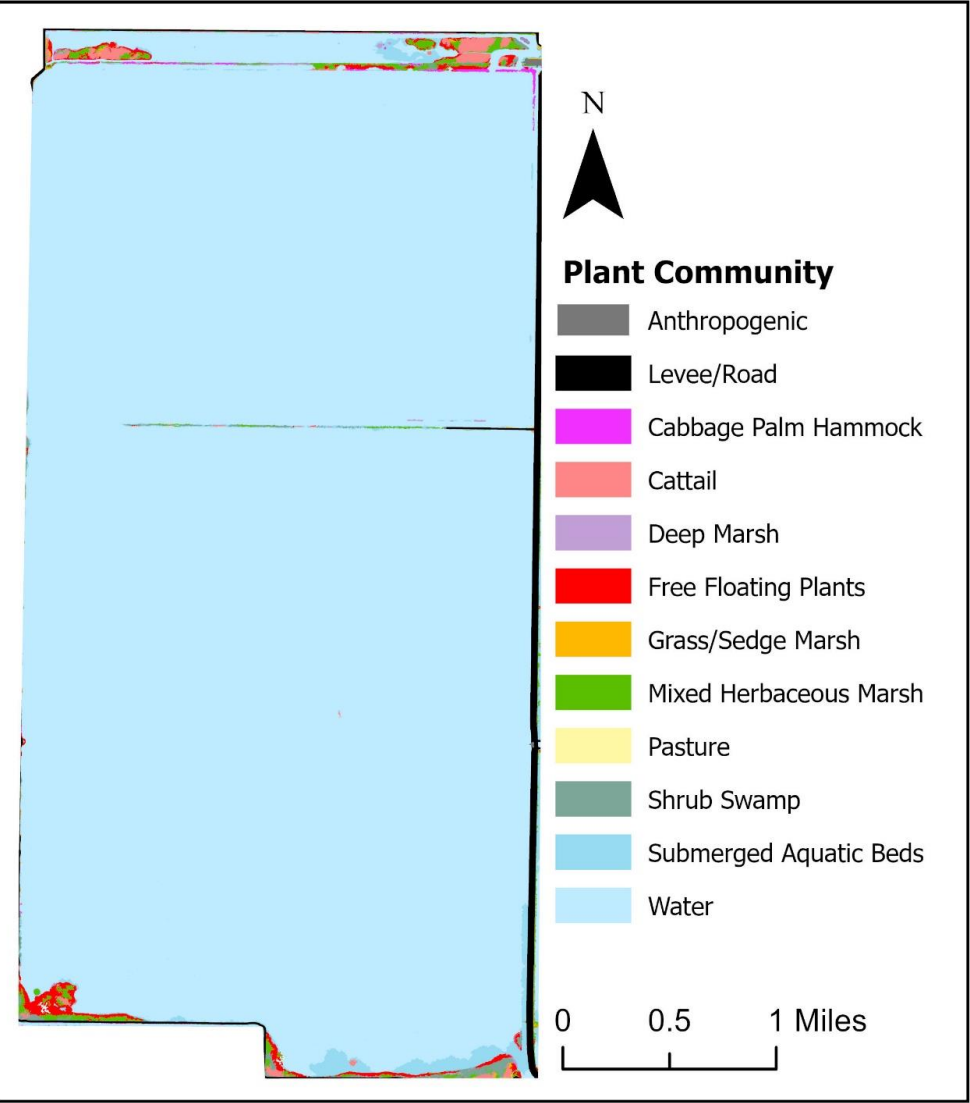 N
Plant Community
Anthropogenic
Levee/Road
Cabbage Palm Hammock
Cattail
Deep Marsh
Free Floating Plants
Grass/Sedge Marsh
Mixed Herbaceous Marsh
Pasture
Shrub Swamp
Submerged Aquatic Beds
Water
0 0.5 1 Miles